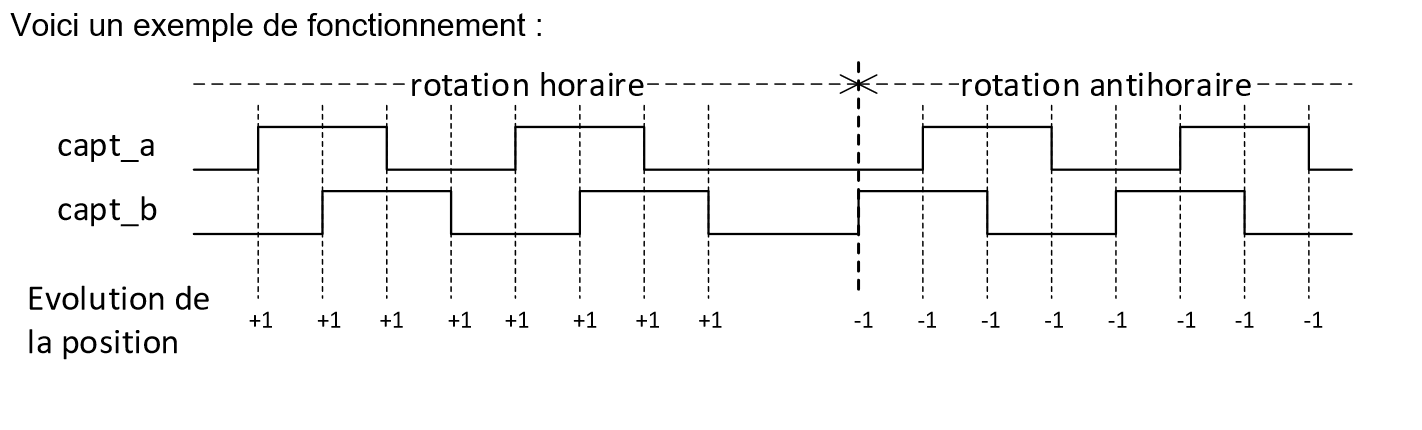 Voici un exemple de fonctionnement :
rotation horaire rotation antihoraire
capt_a
capt_b
Evolution de
la position
+1 +1 +1 +1 +1 +1 +1 +1 -1 -1 -1 -1 -1 -1 -1 -1